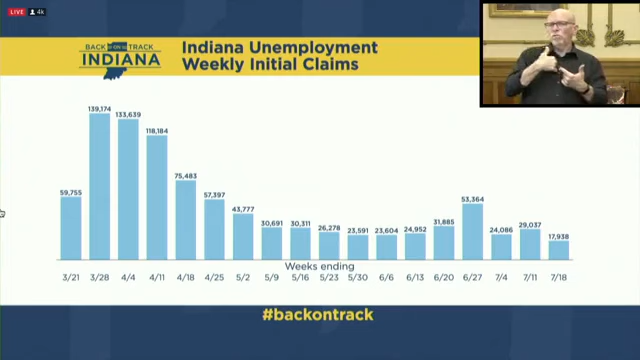 LIVE 4k
BACK ON TRACK
INDIANA
Indiana Unemployment
Weekly Initial Claims
59,755
139,174
133,639
118,184
75,483
57,397
43,777
30,691
30,311
26,278
23,591
23,604
24,952
31,885
53,364
24,086
29,037
17,938
Weeks ending
3/21 3/28 4/4 4/11 4/18 4/25 5/2 5/9 5/16 5/23 5/30 6/6 6/13 6/20 6/27 7/4 7/11 7/18
#backontrack